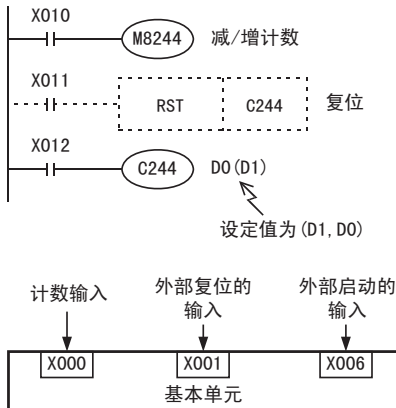 X010
M8244 减/增计数
X011
RST C244 复位
X012
C244 D0(D1)
设定值为(D1,D0)
计数输入 外部复位的输入 外部启动的输入
X000 X001 X006
基本单元